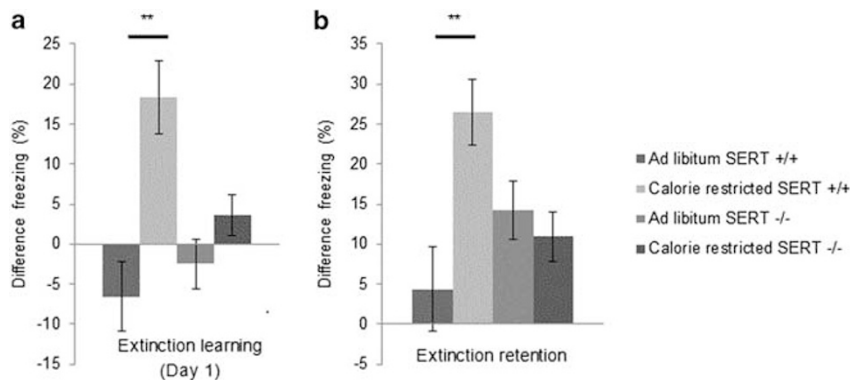 a
**
25
20
15
10
5
0
-5
-10
-15
Difference freezing (%)
Extinction learning
(Day 1)
b
**
35
30
25
20
15
10
5
0
-5
Difference freezing (%)
Extinction retention
Ad libitum SERT +/+
Calorie restricted SERT +/+
Ad libitum SERT -/-
Calorie restricted SERT -/-